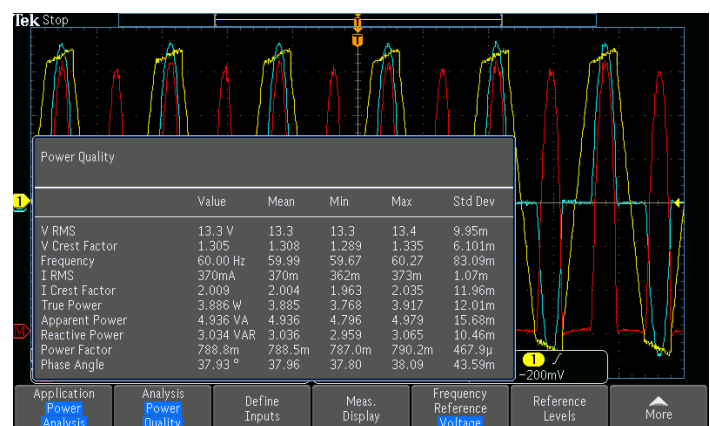 Tek Stop
T
1
M
Power Quality
Value Mean Min Max Std Dev
V RMS 13.3 V 13.3 13.3 13.4 9.95m
V Crest Factor 1.305 1.308 1.289 1.335 6.101m
Frequency 60.00 Hz 59.99 59.67 60.27 83.09m
I RMS 370mA 370m 362m 373m 1.07m
I Crest Factor 2.009 2.004 1.963 2.035 11.96m
True Power 3.886 W 3.885 3.768 3.917 12.01m
Apparent Power 4.936 VA 4.936 4.796 4.979 15.68m
Reactive Power 3.034 VAR 3.036 2.959 3.065 10.46m
Power Factor 788.8m 788.5m 787.0m 790.2m 467.9µ
Phase Angle 37.93 ° 37.96 37.80 38.09 43.59m
1
-200mV
Application
Power
Analysis
Analysis
Power
Quality
Define
Inputs
Meas.
Display
Frequency
Reference
Voltage
Reference
Levels
More